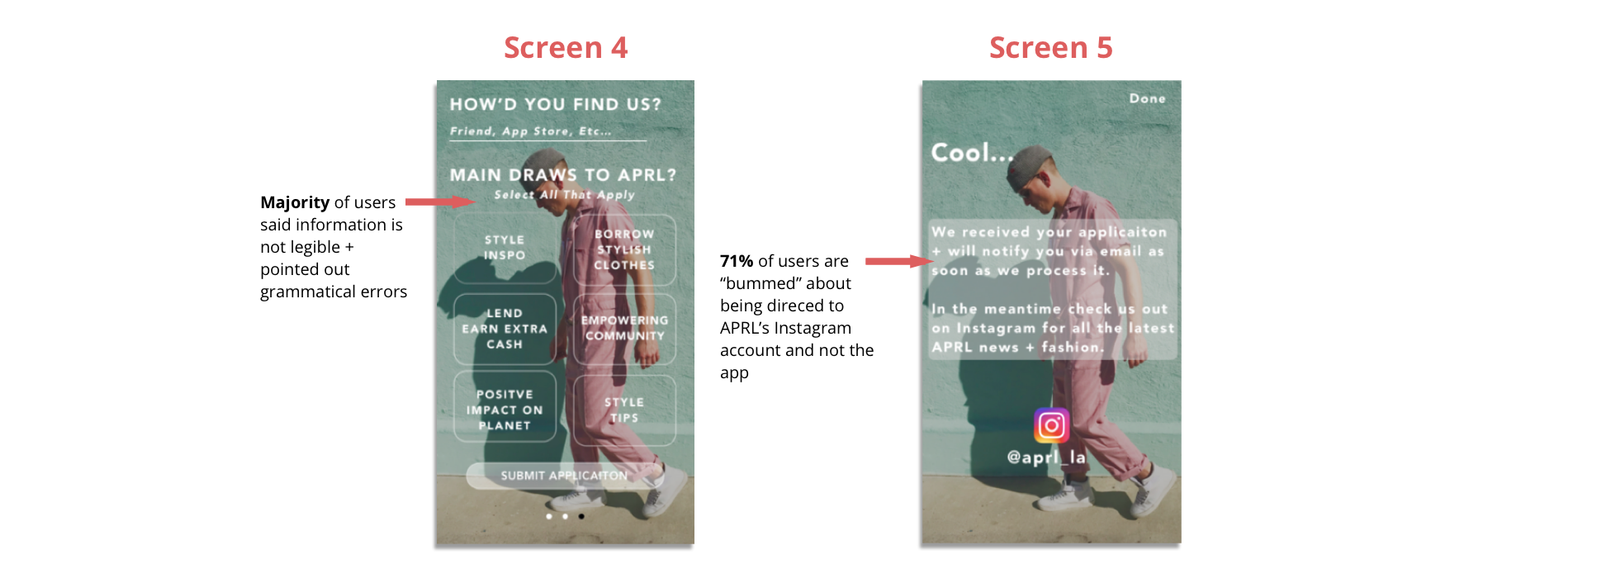 Screen 4
HOW'D YOU FIND US?
Friend, App Store, Etc...
MAIN DRAWS TO APRL?
Select All That Apply
STYLE
INSPO
BORROW
STYLISH
CLOTHES
LEND
EARN EXTRA
CASH
EMPOWERING
COMMUNITY
POSITVE
IMPACT ON
PLANET
STYLE
TIPS
SUBMIT APPLICAITON
Majority of users
said information is
not legible +
pointed out
grammatical errors
Screen 5
Done
Cool...
We received your applicaiton
+ will notify you via email as
soon as we process it.
In the meantime check us out
on Instagram for all the latest
APRL news + fashion.
@aprl_la
71% of users are
“bummed” about
being direced to
APRL’s Instagram
account and not the
app